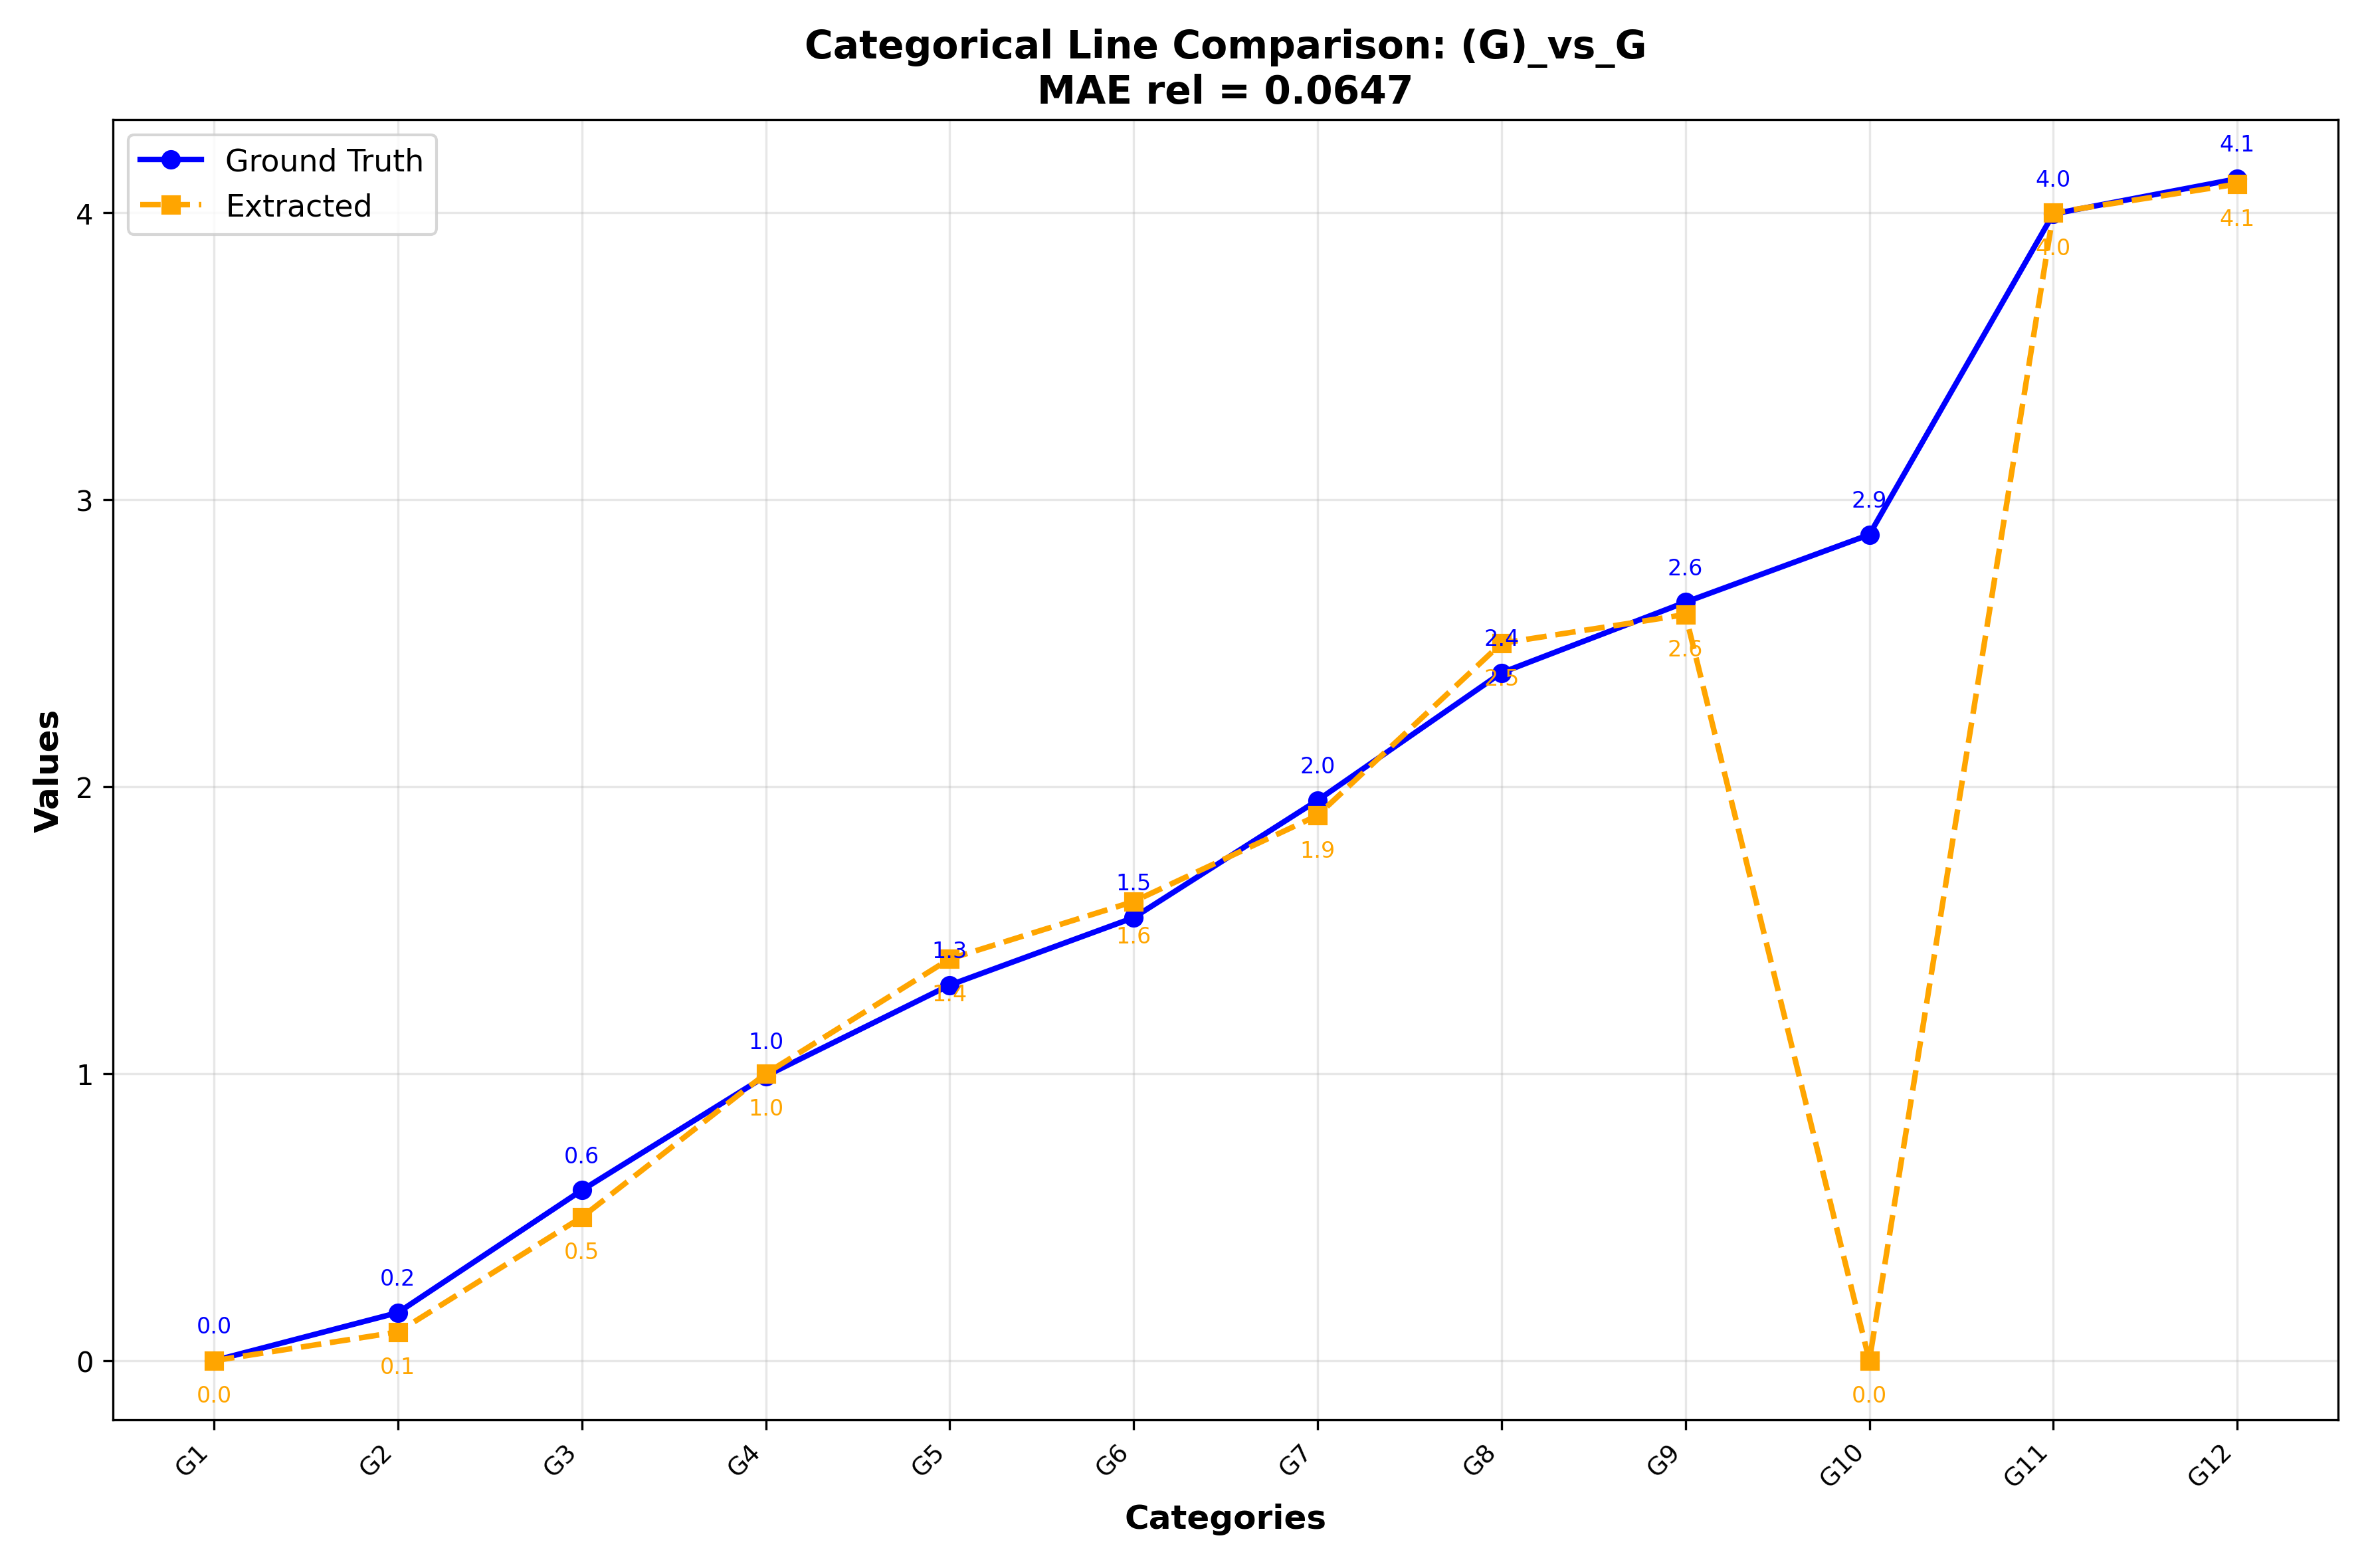 Categorical Line Comparison: (G)_vs_G
MAE rel = 0.0647
Ground Truth
Extracted
Values
4
3
2
1
0
0.0
0.2
0.6
1.0
1.3
1.5
2.0
2.4
2.6
2.9
4.0
4.1
0.0
0.1
0.5
1.0
1.4
1.6
1.9
2.5
2.6
0.0
4.0
4.1
G1
G2
G3
G4
G5
G6
G7
G8
G9
G10
G11
G12
Categories